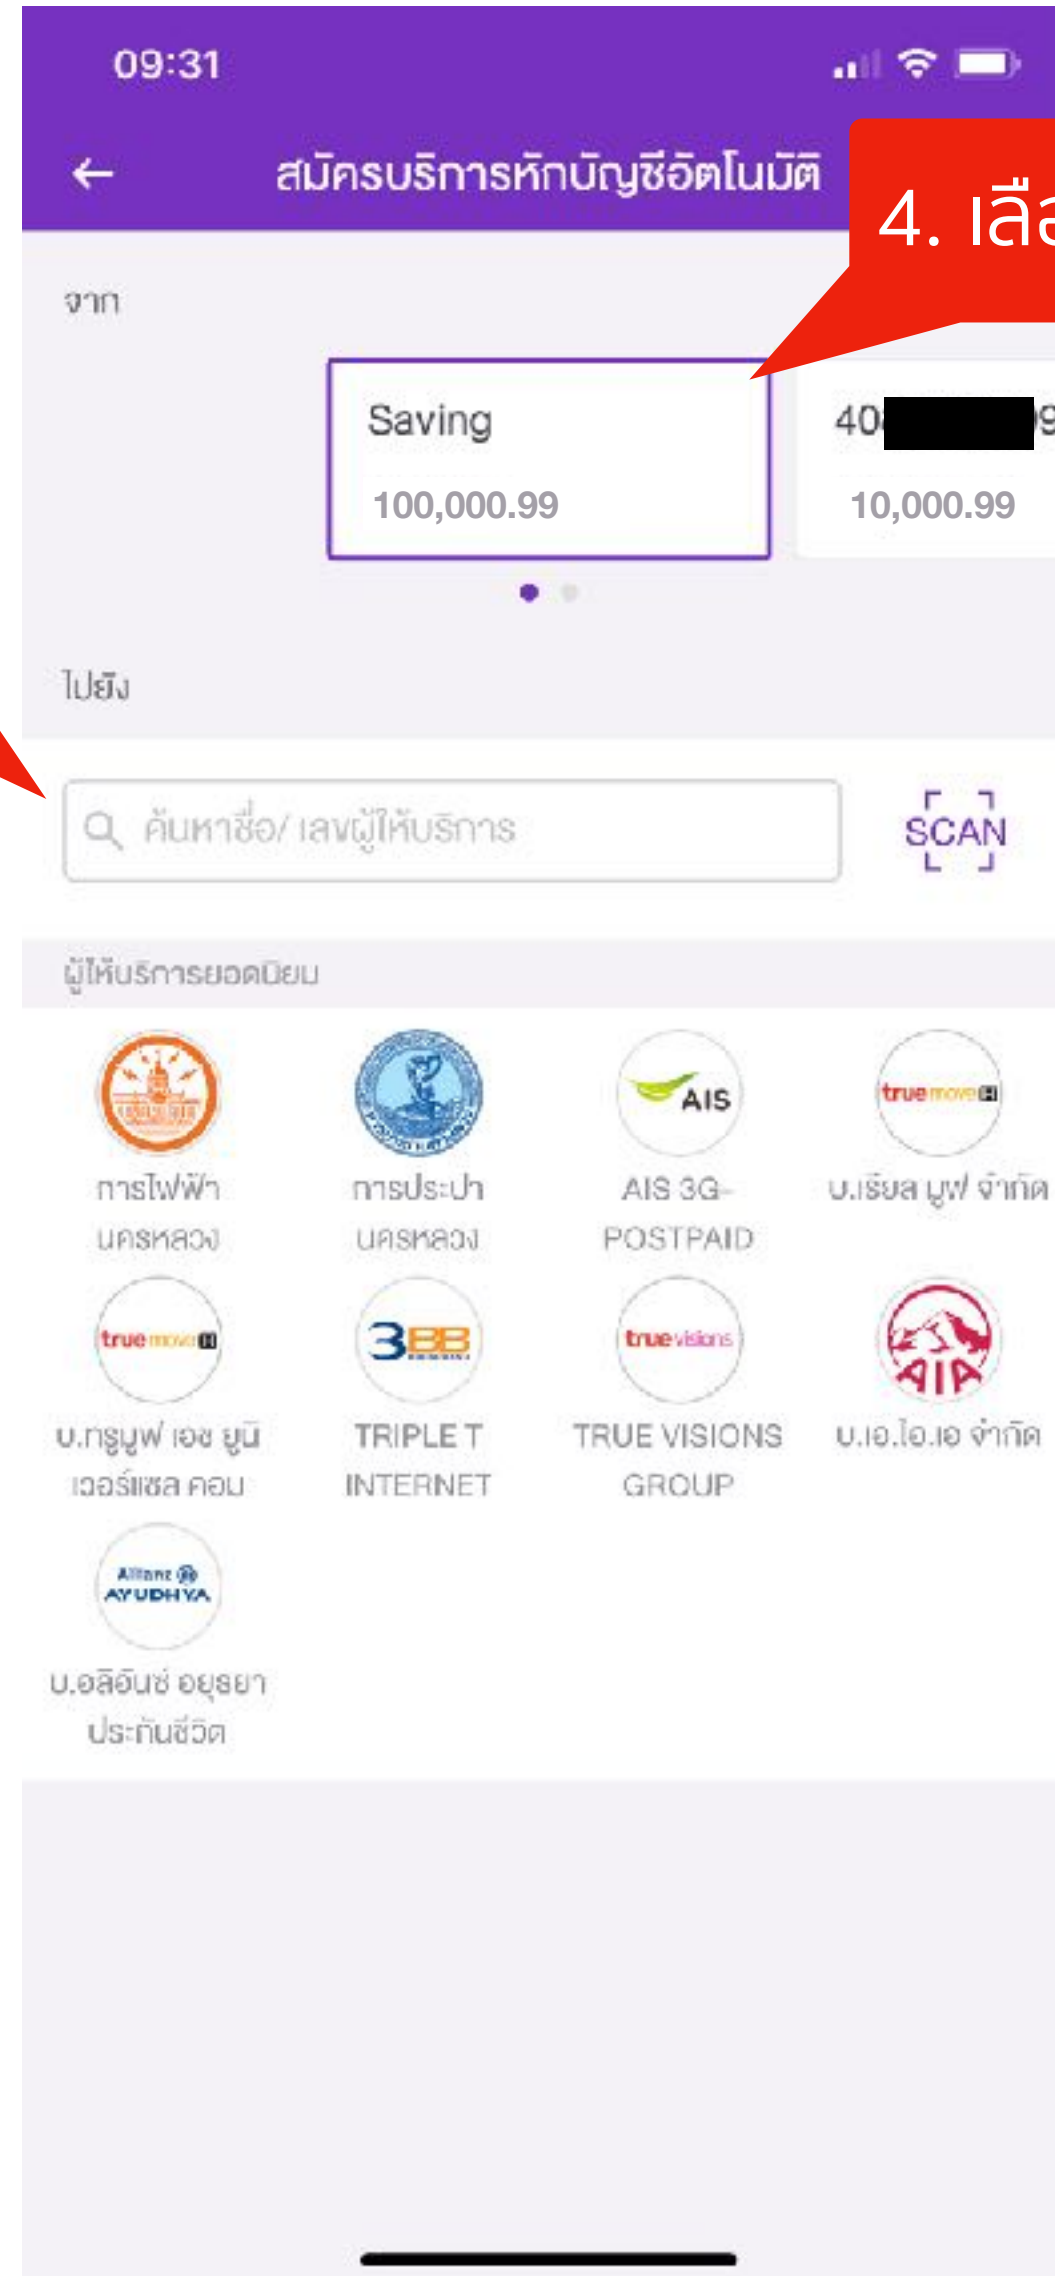 09:31
สมัครบริการหักบัญชีอัตโนมัติ
4. เลือ
จาก
Saving
40
100,000.99
10,000.99
ไปยัง
ค้นหาชื่อ/ เลขผู้ให้บริการ
SCAN
ผู้ให้บริการยอดนิยม
AIS
truemove H
การไฟฟ้า
นครหลวง
การประปา
นครหลวง
AIS 3G-
POSTPAID
บ.เรียล มูฟ จำกัด
truemove H
3BB
truevisions
AIA
บ.ทรูมูฟ เอช ยูนิ
เวอร์แซล คอม
TRIPLE T
INTERNET
TRUE VISIONS
GROUP
บ.เอ.ไอ.เอ จำกัด
Allianz
AYUDHYA
บ.อลิอันซ์ อยุธยา
ประกันชีวิต